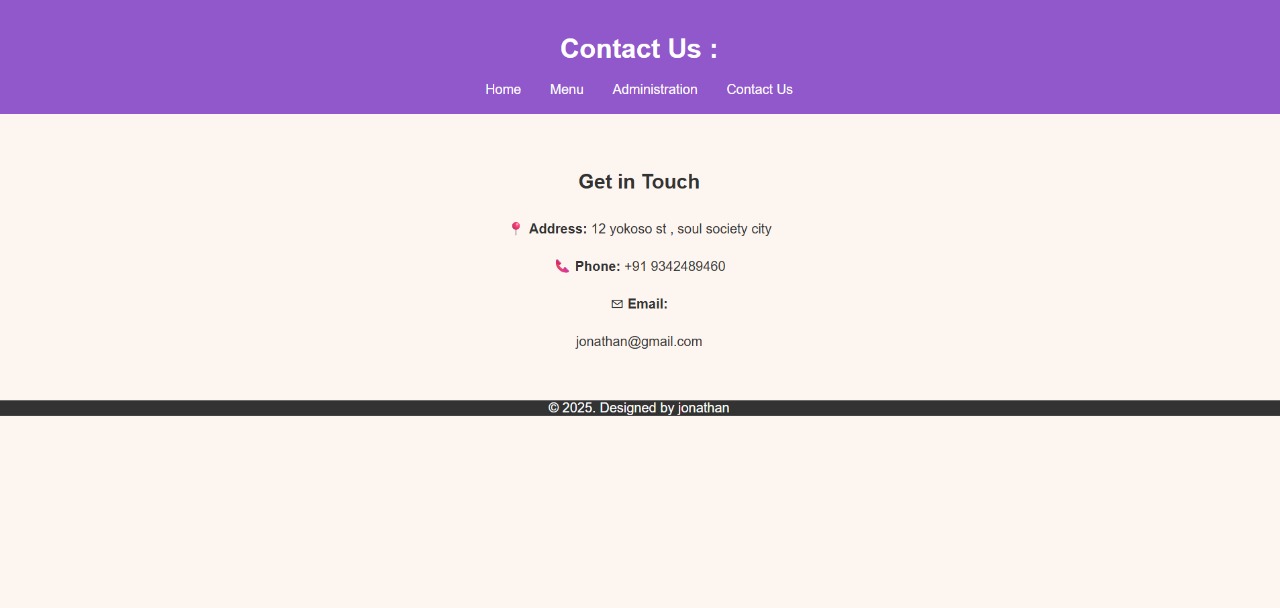 Contact Us :
Home Menu Administration Contact Us
Get in Touch
📍 Address: 12 yokoso st , soul society city
📞 Phone: +91 9342489460
✉ Email:
jonathan@gmail.com
© 2025. Designed by jonathan